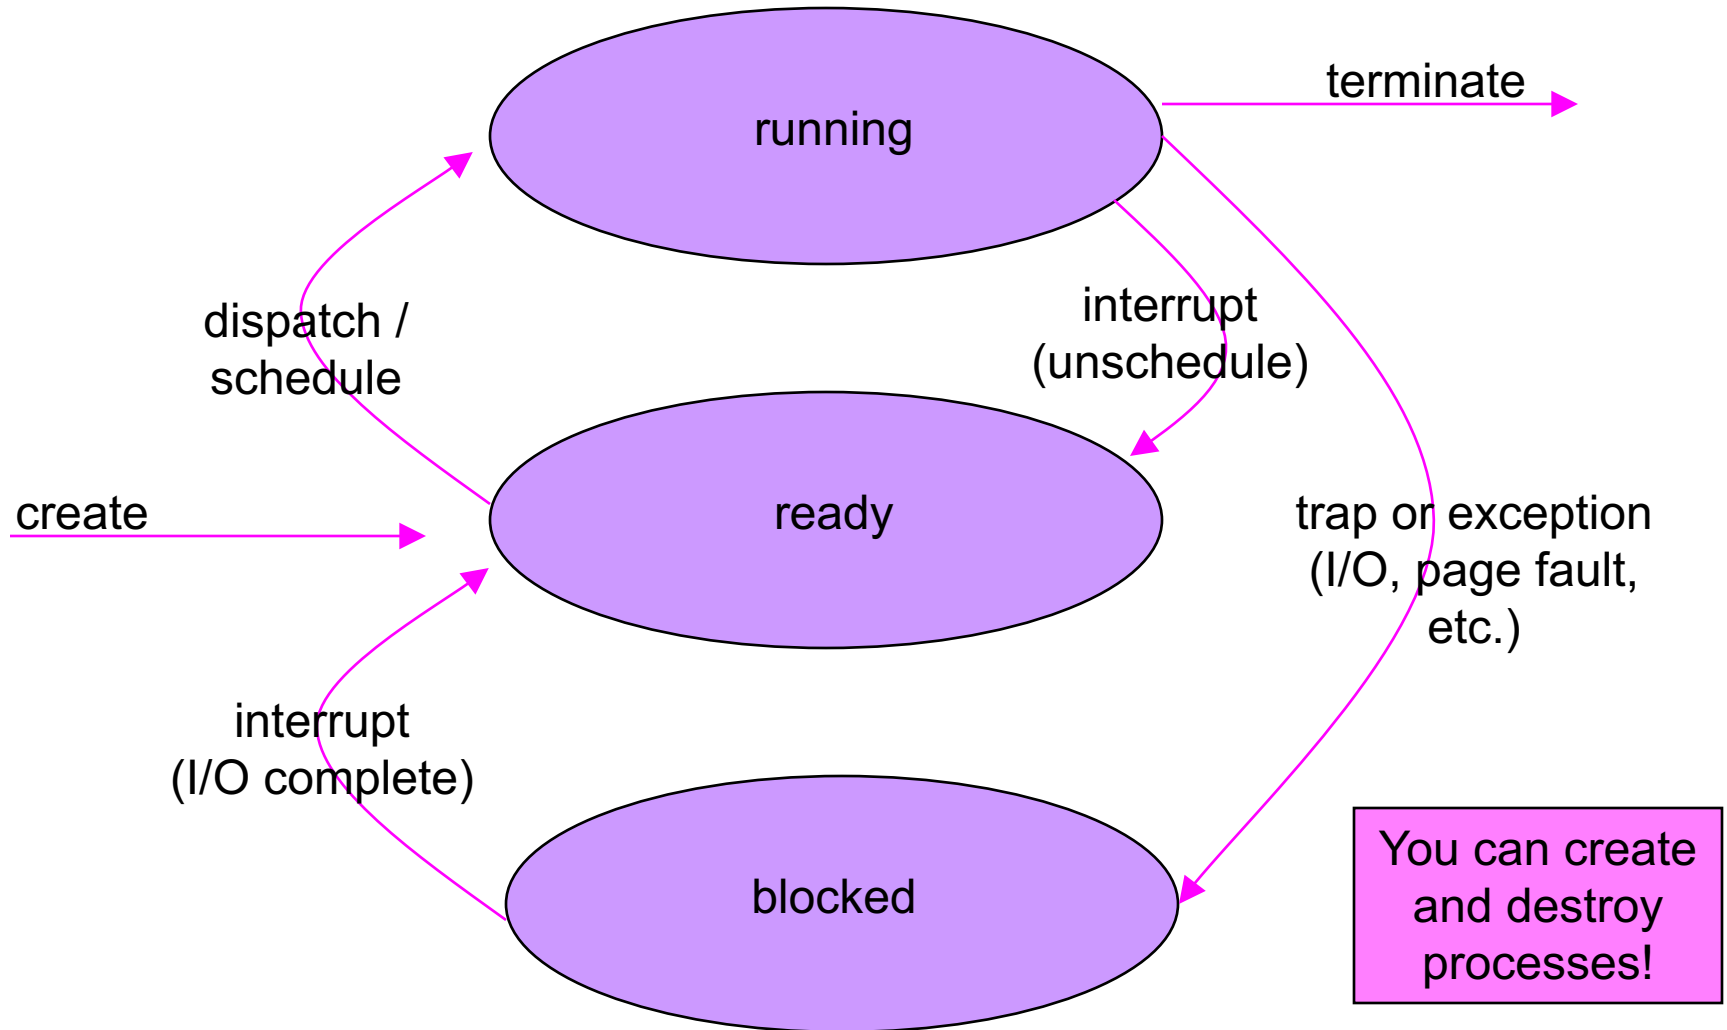 terminate
running
dispatch /
schedule
interrupt
(unschedule)
create
ready
trap or exception
(I/O, page fault,
etc.)
interrupt
(I/O complete)
blocked
You can create
and destroy
processes!